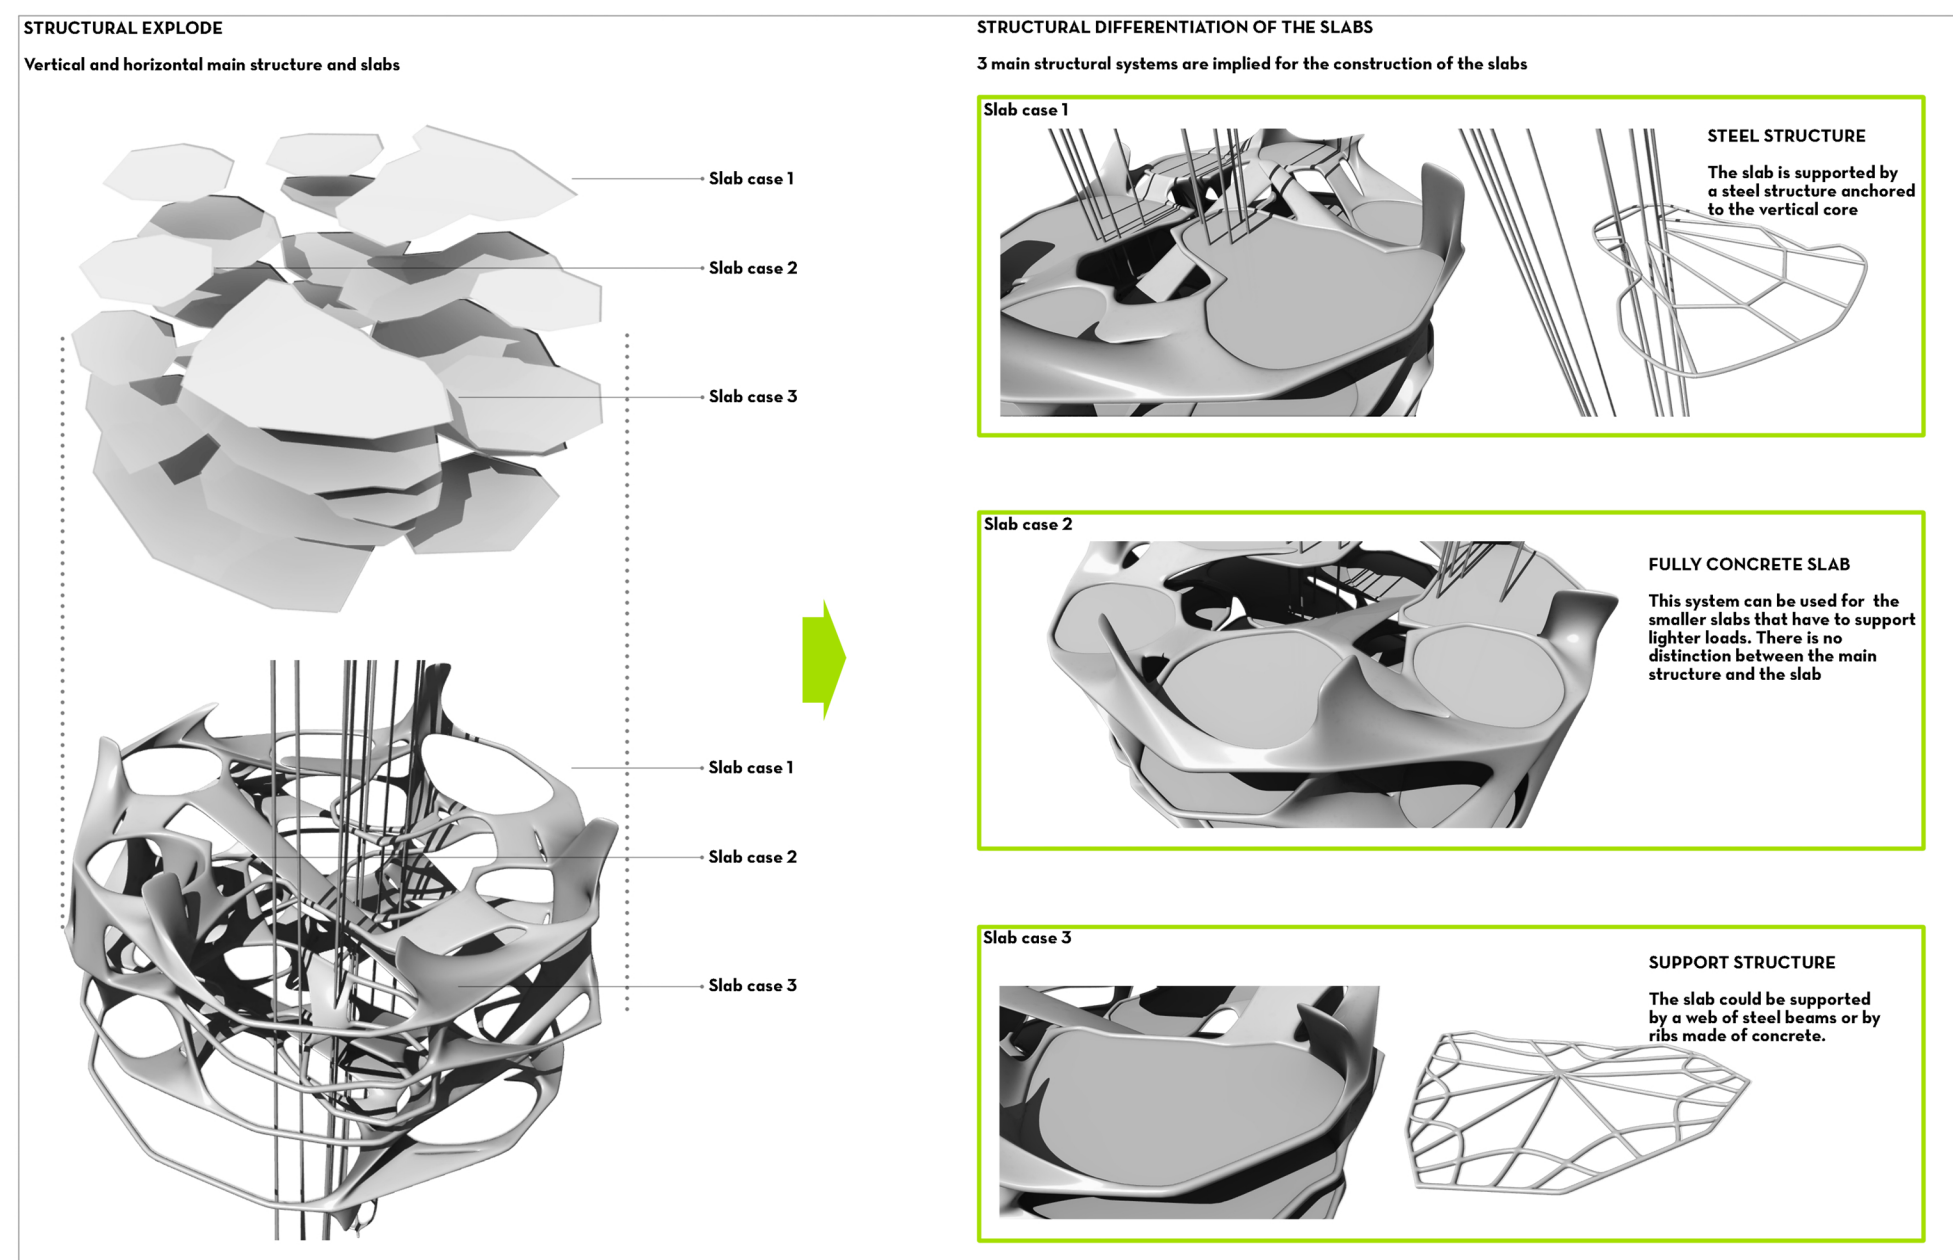 STRUCTURAL EXPLODE
Vertical and horizontal main structure and slabs
Slab case 1
Slab case 2
Slab case 3
Slab case 1
Slab case 2
Slab case 3
STRUCTURAL DIFFERENTIATION OF THE SLABS
3 main structural systems are implied for the construction of the slabs
Slab case 1
STEEL STRUCTURE
The slab is supported by
a steel structure anchored
to the vertical core
Slab case 2
FULLY CONCRETE SLAB
This system can be used for the
smaller slabs that have to support
lighter loads. There is no
distinction between the main
structure and the slab
Slab case 3
SUPPORT STRUCTURE
The slab could be supported
by a web of steel beams or by
ribs made of concrete.